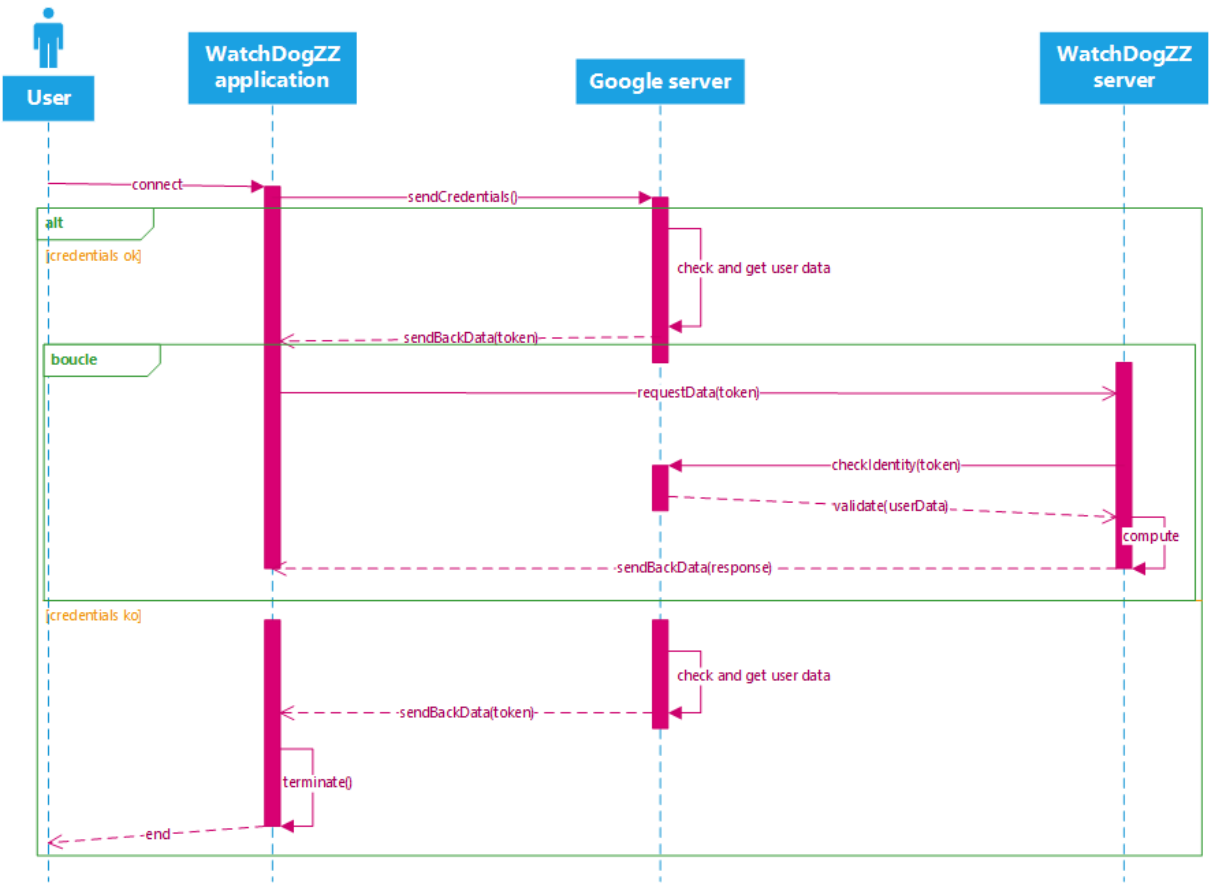 WatchDogZZ
application
Google server
WatchDogZZ
server
User
connect
sendCredentials()
alt
[credentials ok]
check and get user data
sendBackData(token)
boucle
requestData(token)
checkIdentity(token)
validate(userData)
compute
sendBackData(response)
[credentials ko]
check and get user data
sendBackData(token)
terminate()
end